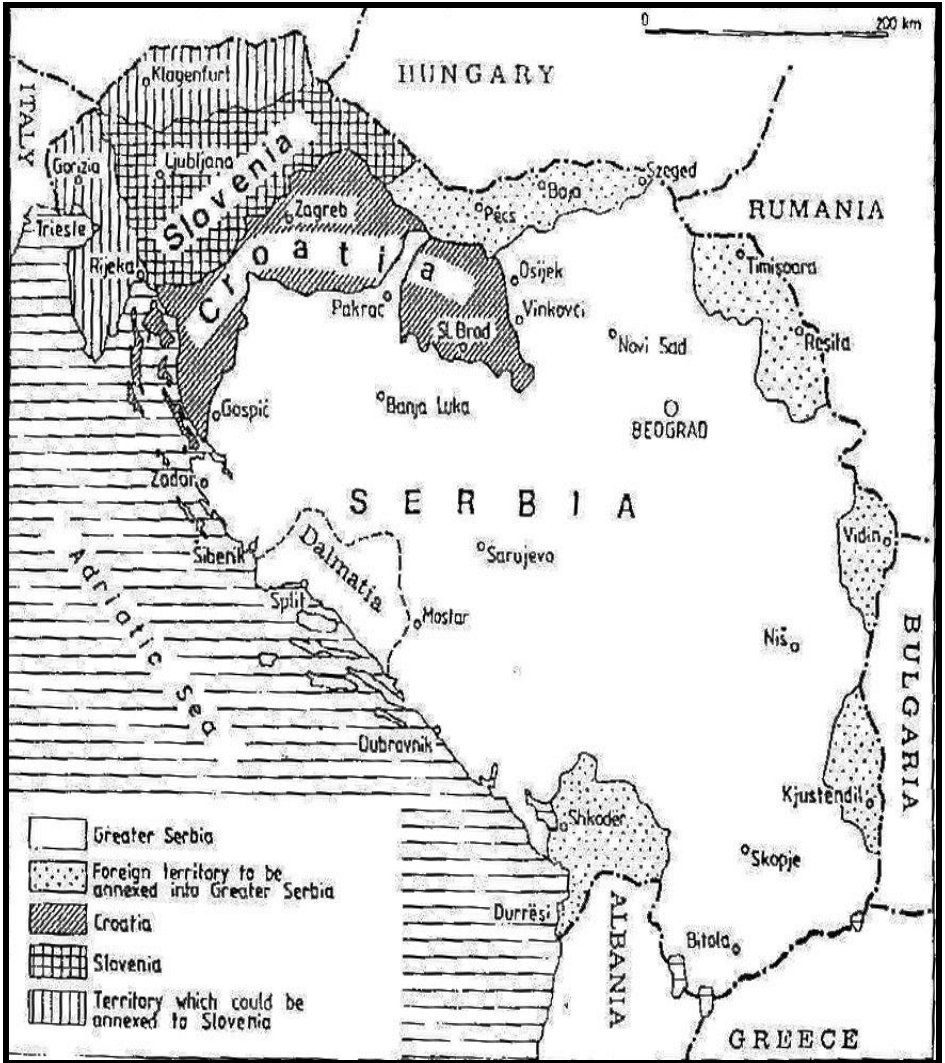 0 200 km
HUNGARY
Klagenfurt
ITALY
Gorizia
Ljubljana
Slovenia
Szeged
Baja
Pécs
RUMANIA
Zagreb
Trieste
Rijeka
Croatia
Timişoara
Osijek
Pakrac
Vinkovci
Sl.Brod
Novi Sad
Reşita
Gospić
Banja Luka
BEOGRAD
Zadar
SERBIA
Šibenik
Dalmatia
Sarajevo
Vidin
Adriatic Sea
Split
Mostar
Niš
BULGARIA
Dubrovnik
Kjustendil
Shkoder
Skopje
Durrësi
ALBANIA
Bitola
GREECE
Greater Serbia
Foreign territory to be
annexed into Greater Serbia
Croatia
Slovenia
Territory which could be
annexed to Slovenia